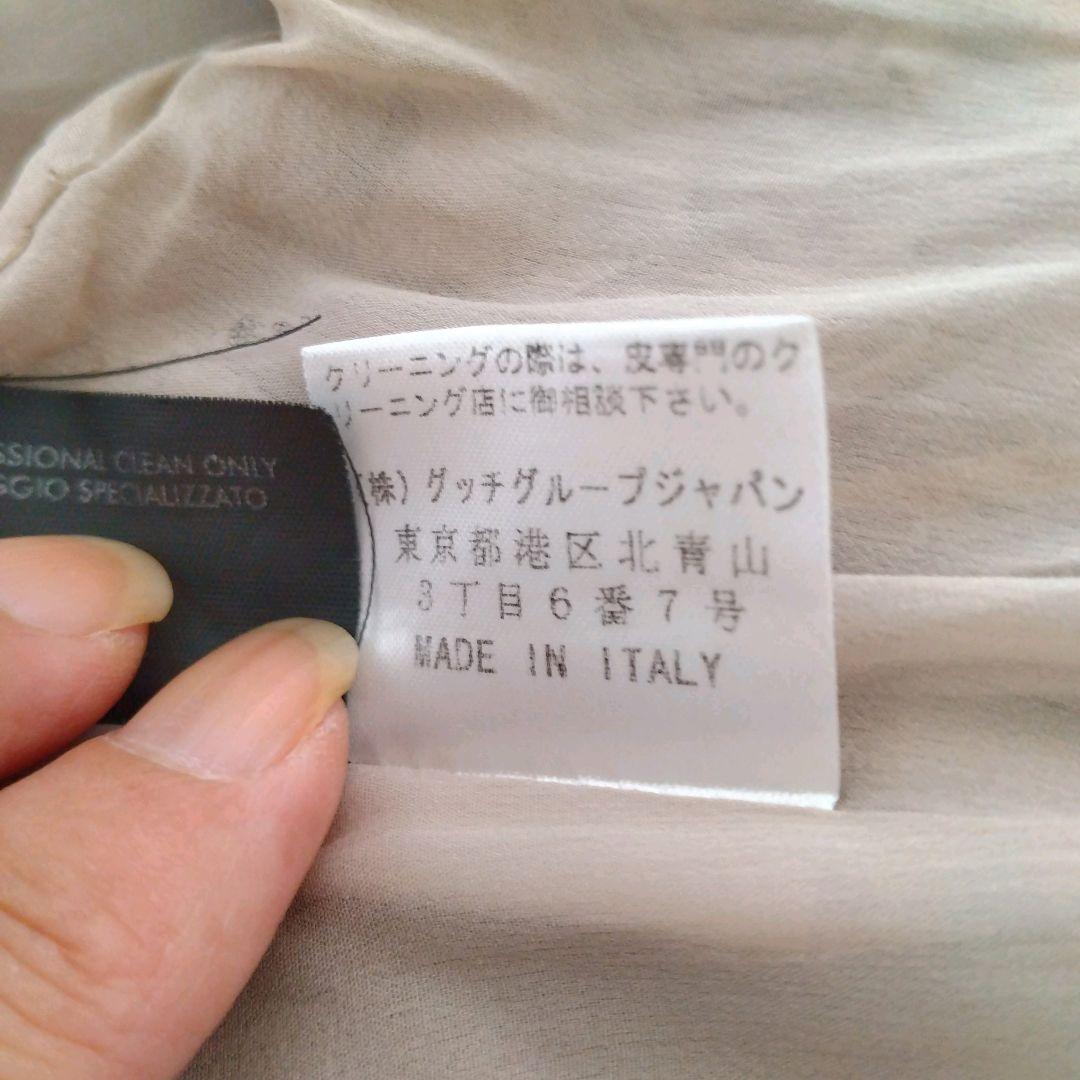 クリーニングの際は、皮専門のク
リーニング店に御相談下さい。
(株)グッチグループジャパン
東京都港区北青山
3丁目6番7号
MADE IN ITALY
SSIONAL CLEAN ONLY
GGIO SPECIALIZZATO